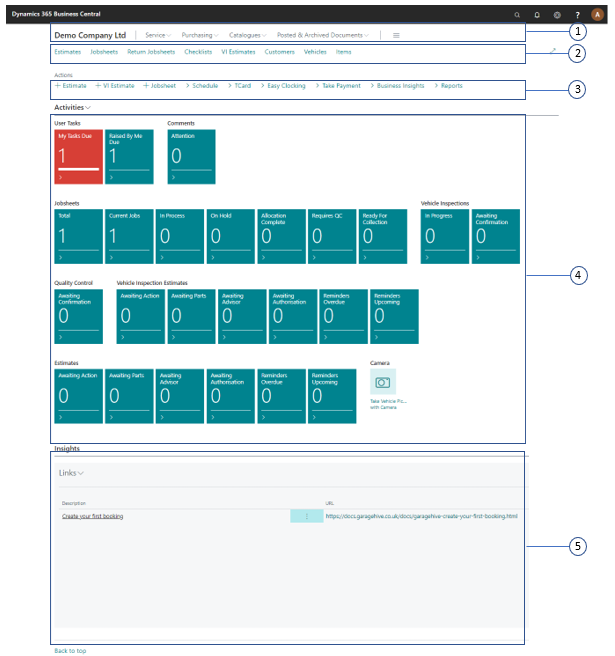 Dynamics 365 Business Central ? A
Demo Company Ltd Service Purchasing Catalogues Posted & Archived Documents 1
Estimates Jobsheets Return Jobsheets Checklists VI Estimates Customers Vehicles Items 2
Actions
+ Estimate + VI Estimate + Jobsheet > Schedule > TCard > Easy Clocking > Take Payment > Business Insights > Reports 3
Activities
User Tasks Comments
My Tasks Due Raised By Me Due Attention
1 1 0
Jobsheets Vehicle Inspections
Total Current Jobs In Process On Hold Allocation Complete Requires QC Ready For Collection In Progress Awaiting Confirmation
1 1 0 0 0 0 0 0 0
4
Quality Control Vehicle Inspection Estimates
Awaiting Confirmation Awaiting Action Awaiting Parts Awaiting Advisor Awaiting Authorisation Reminders Overdue Reminders Upcoming
0 0 0 0 0 0 0
Estimates Camera
Awaiting Action Awaiting Parts Awaiting Advisor Awaiting Authorisation Reminders Overdue Reminders Upcoming
0 0 0 0 0 0
Take Vehicle Pic...
with Camera
Insights
Links
Description URL
Create your first booking https://docs.garagehive.co.uk/docs/garagehive-create-your-first-booking.html
5
Back to top